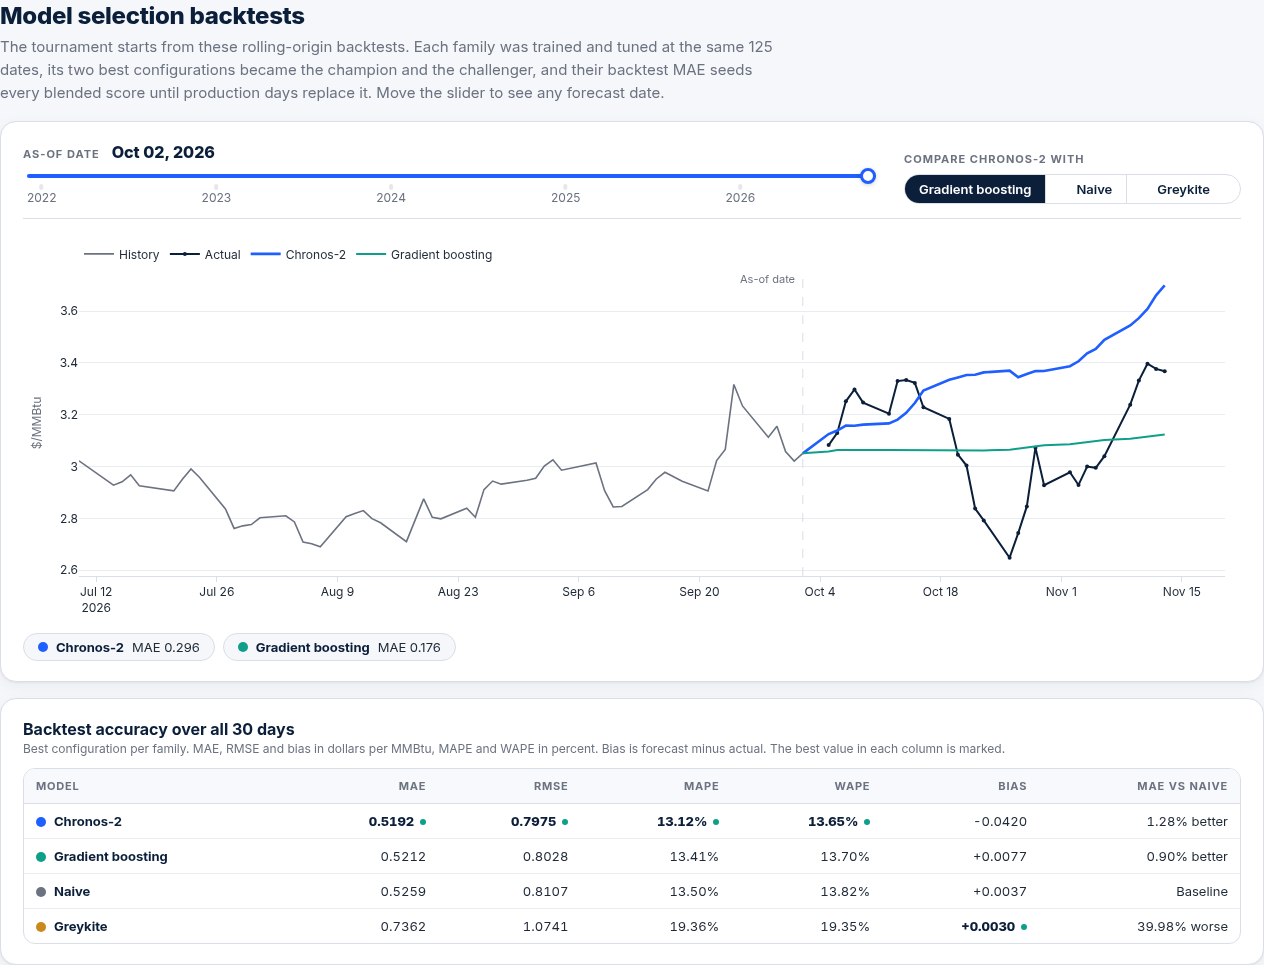 Model selection backtests
The tournament starts from these rolling-origin backtests. Each family was trained and tuned at the same 125
dates, its two best configurations became the champion and the challenger, and their backtest MAE seeds
every blended score until production days replace it. Move the slider to see any forecast date.
AS-OF DATE Oct 02, 2026
2022 2023 2024 2025 2026
COMPARE CHRONOS-2 WITH
Gradient boosting Naive Greykite
History Actual Chronos-2 Gradient boosting
As-of date
$/MMBtu
3.6
3.4
3.2
3
2.8
2.6
Jul 12 Jul 26 Aug 9 Aug 23 Sep 6 Sep 20 Oct 4 Oct 18 Nov 1 Nov 15
2026
Chronos-2 MAE 0.296 Gradient boosting MAE 0.176
Backtest accuracy over all 30 days
Best configuration per family. MAE, RMSE and bias in dollars per MMBtu, MAPE and WAPE in percent. Bias is forecast minus actual. The best value in each column is marked.
MODEL MAE RMSE MAPE WAPE BIAS MAE VS NAIVE
Chronos-2 0.5192 0.7975 13.12% 13.65% -0.0420 1.28% better
Gradient boosting 0.5212 0.8028 13.41% 13.70% +0.0077 0.90% better
Naive 0.5259 0.8107 13.50% 13.82% +0.0037 Baseline
Greykite 0.7362 1.0741 19.36% 19.35% +0.0030 39.98% worse